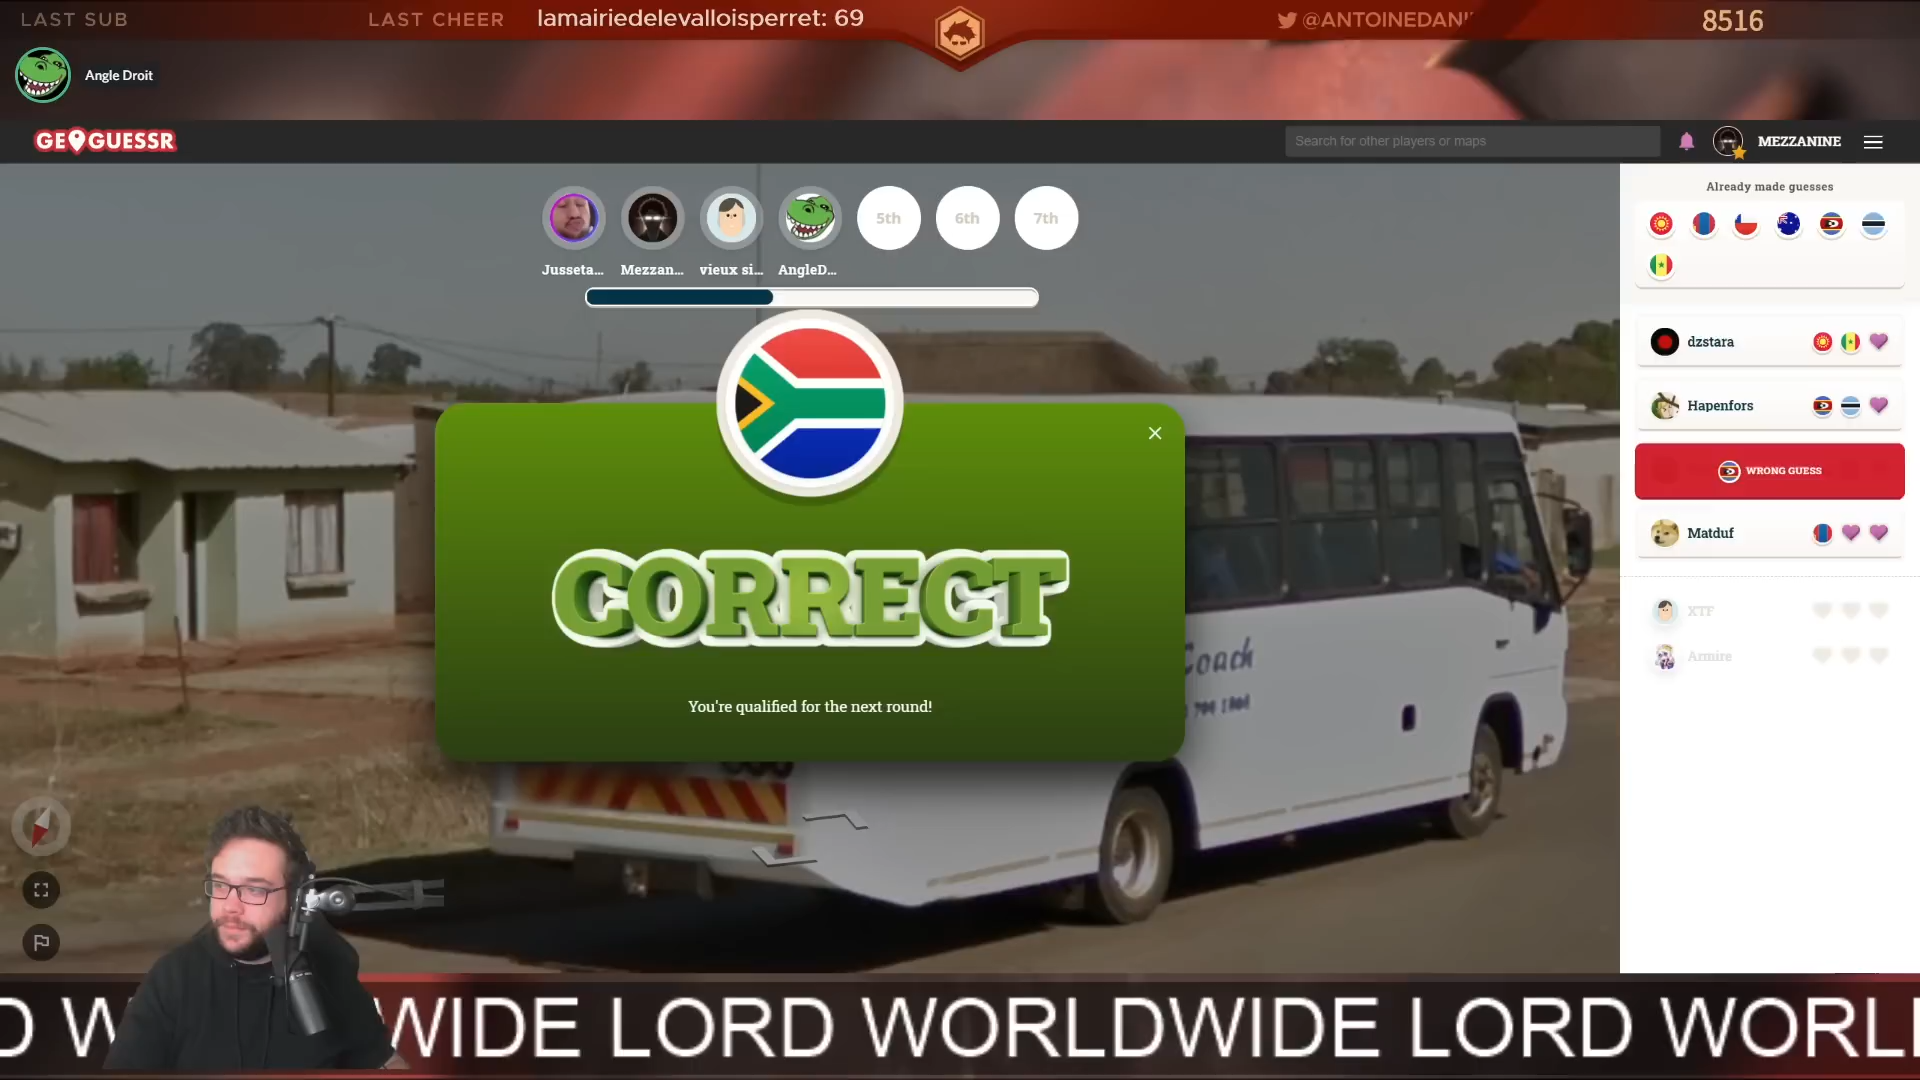 LAST SUB
LAST CHEER
lamairiedelevalloisperret: 69
@ANTOINEDANI
8516
Angle Droit
GEOGUESSR
Search for other players or maps
MEZZANINE
Already made guesses
Jusseta...
Mezzan...
vieux si...
AngleD...
5th
6th
7th
dzstara
Hapenfors
WRONG GUESS
Matduf
XTF
Armire
CORRECT
You're qualified for the next round!
Coach
D W
WIDE LORD WORLDWIDE LORD WORL